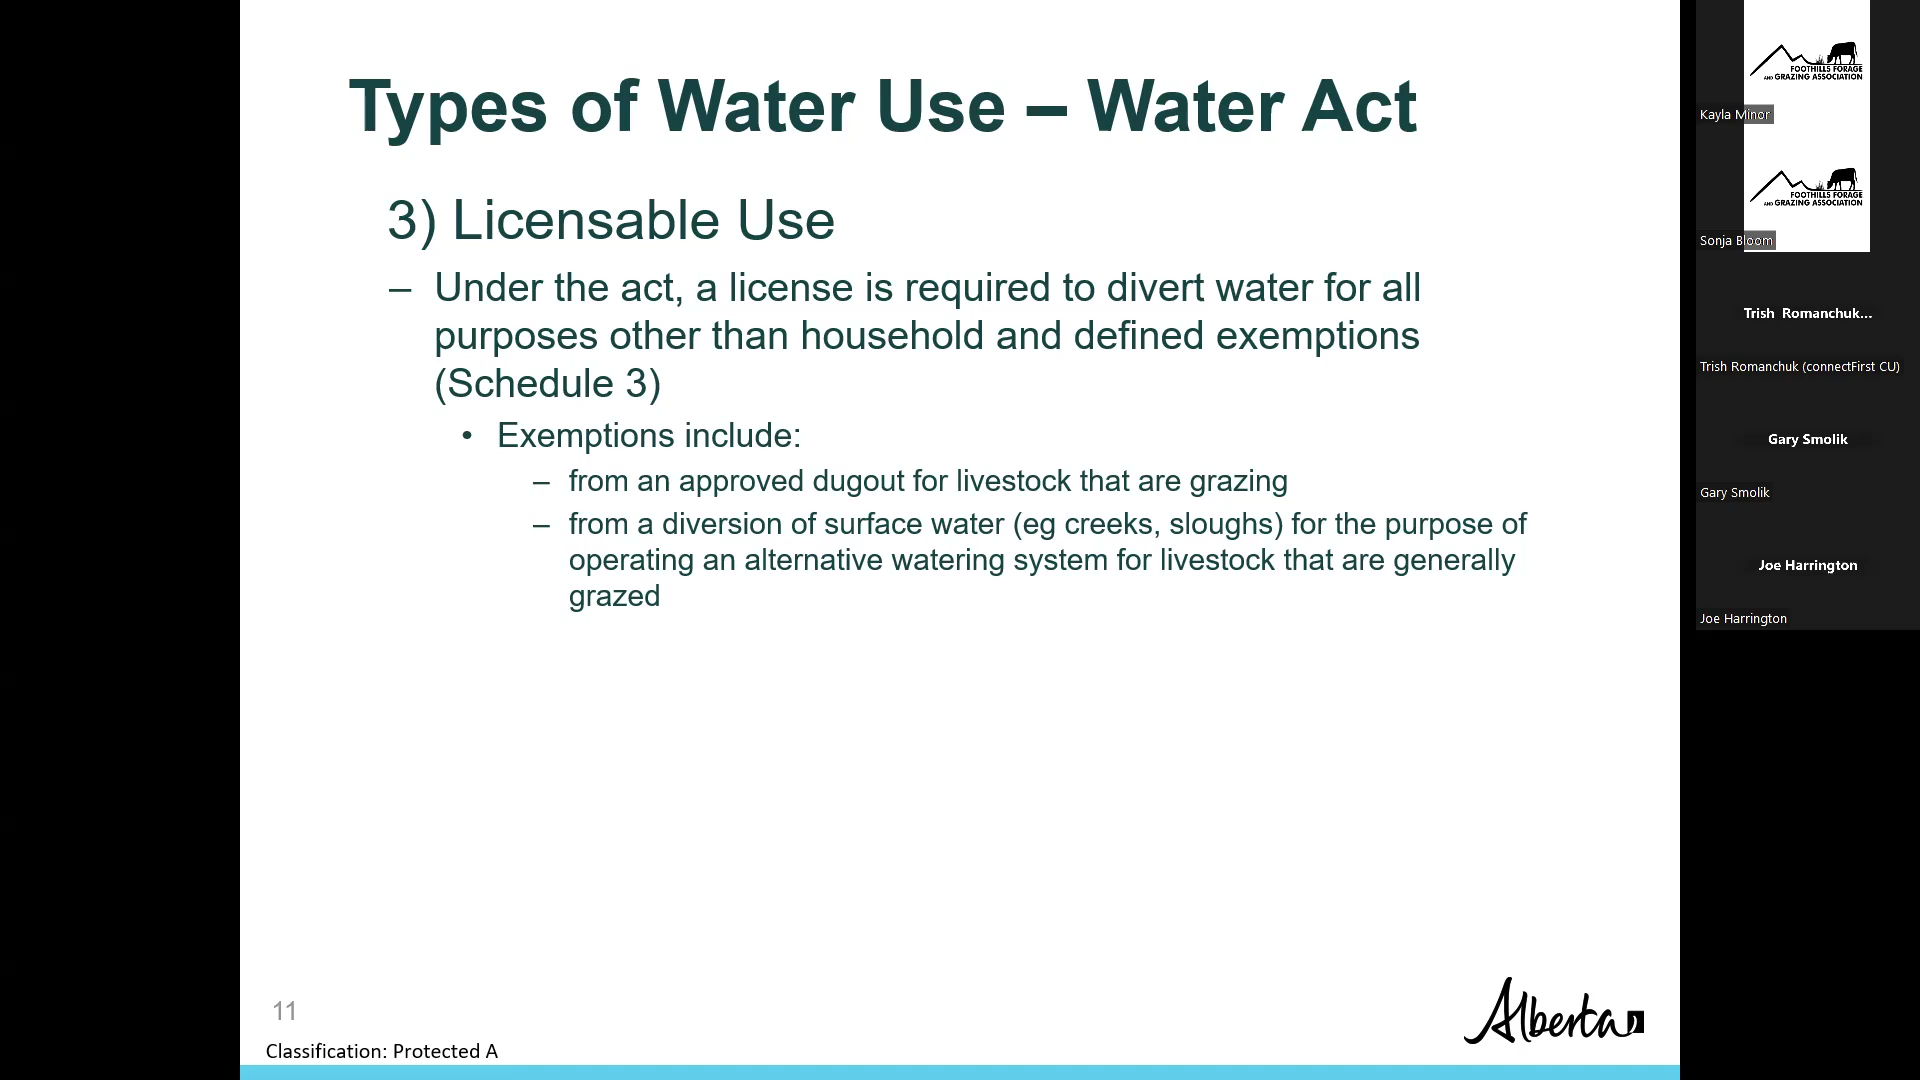 Types of Water Use – Water Act
3) Licensable Use
– Under the act, a license is required to divert water for all
purposes other than household and defined exemptions
(Schedule 3)
• Exemptions include:
– from an approved dugout for livestock that are grazing
– from a diversion of surface water (eg creeks, sloughs) for the purpose of
operating an alternative watering system for livestock that are generally
grazed
11
Classification: Protected A
Alberta
FOOTHILLS FORAGE
AND GRAZING ASSOCIATION
Kayla Minor
FOOTHILLS FORAGE
AND GRAZING ASSOCIATION
Sonja Bloom
Trish Romanchuk...
Trish Romanchuk (connectFirst CU)
Gary Smolik
Gary Smolik
Joe Harrington
Joe Harrington